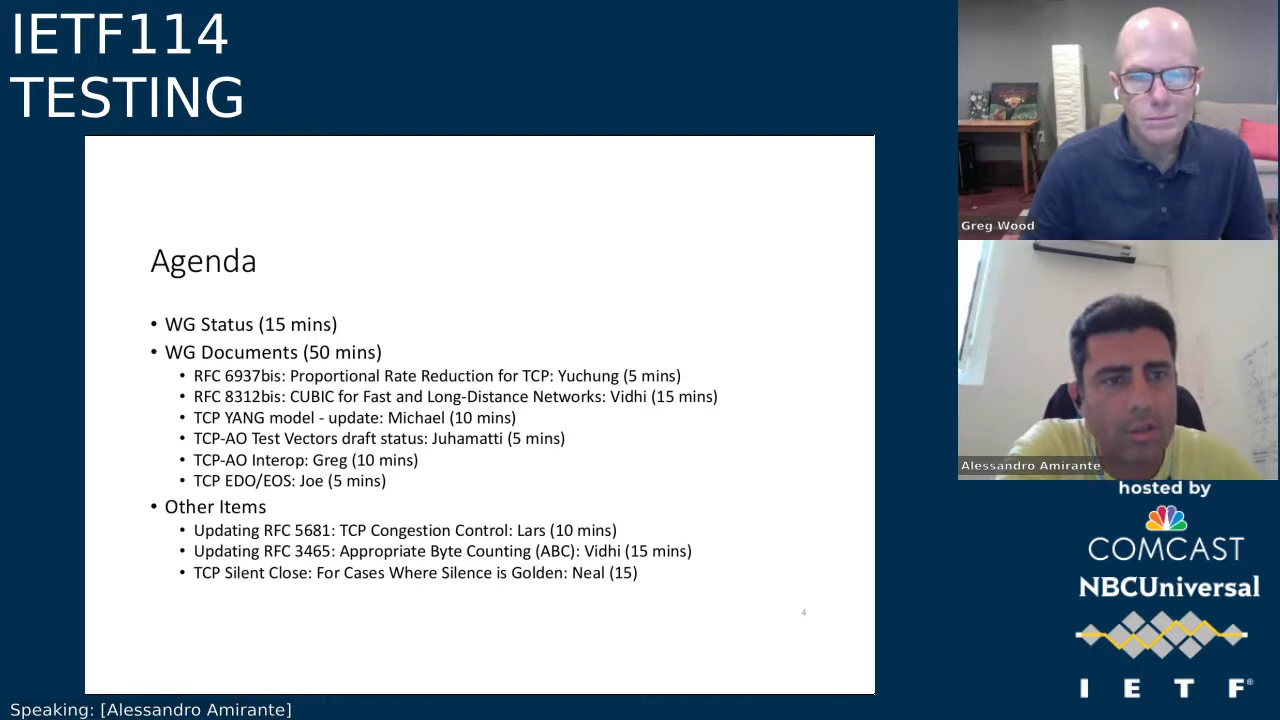 IETF114
TESTING
Agenda
• WG Status (15 mins)
• WG Documents (50 mins)
• RFC 6937bis: Proportional Rate Reduction for TCP: Yuchung (5 mins)
• RFC 8312bis: CUBIC for Fast and Long-Distance Networks: Vidhi (15 mins)
• TCP YANG model - update: Michael (10 mins)
• TCP-AO Test Vectors draft status: Juhamatti (5 mins)
• TCP-AO Interop: Greg (10 mins)
• TCP EDO/EOS: Joe (5 mins)
• Other Items
• Updating RFC 5681: TCP Congestion Control: Lars (10 mins)
• Updating RFC 3465: Appropriate Byte Counting (ABC): Vidhi (15 mins)
• TCP Silent Close: For Cases Where Silence is Golden: Neal (15)
4
Greg Wood
Alessandro Amirante
hosted by
COMCAST
NBCUniversal
I E T F®
Speaking: [Alessandro Amirante]